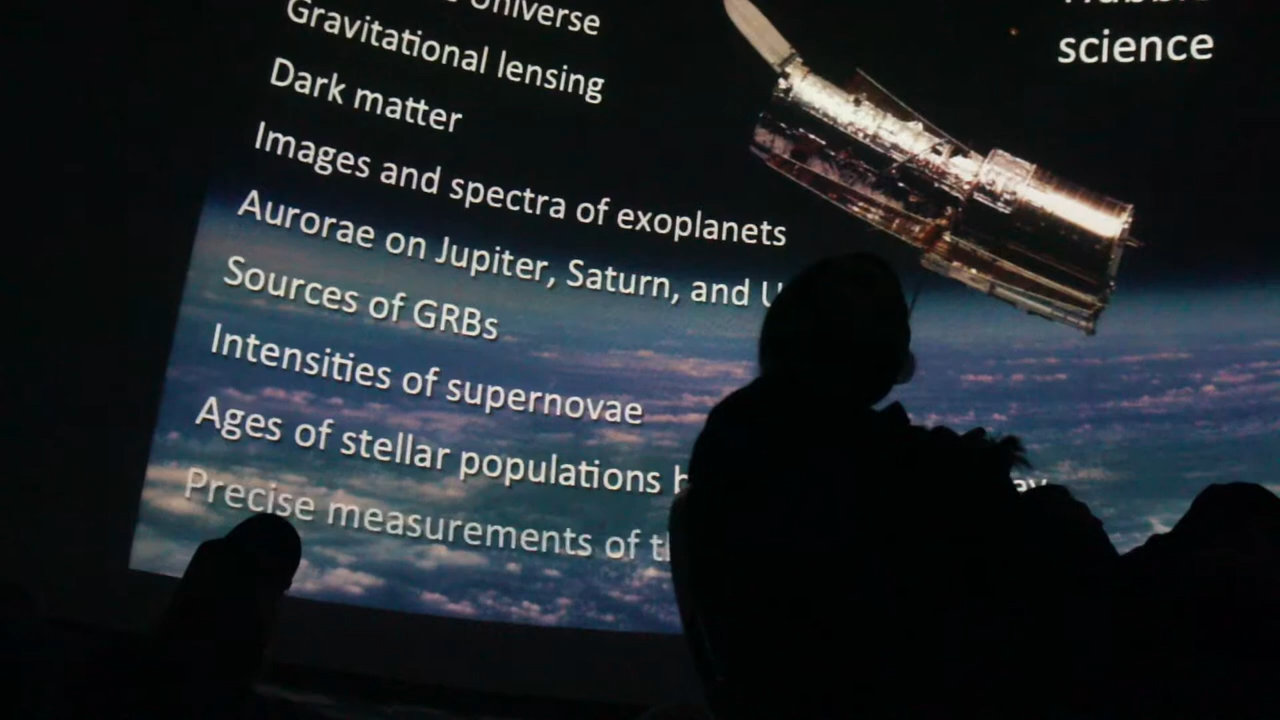 Universe
Gravitational lensing
Dark matter
Images and spectra of exoplanets
Aurorae on Jupiter, Saturn, and
Sources of GRBs
Intensities of supernovae
Ages of stellar populations
Precise measurements of
science